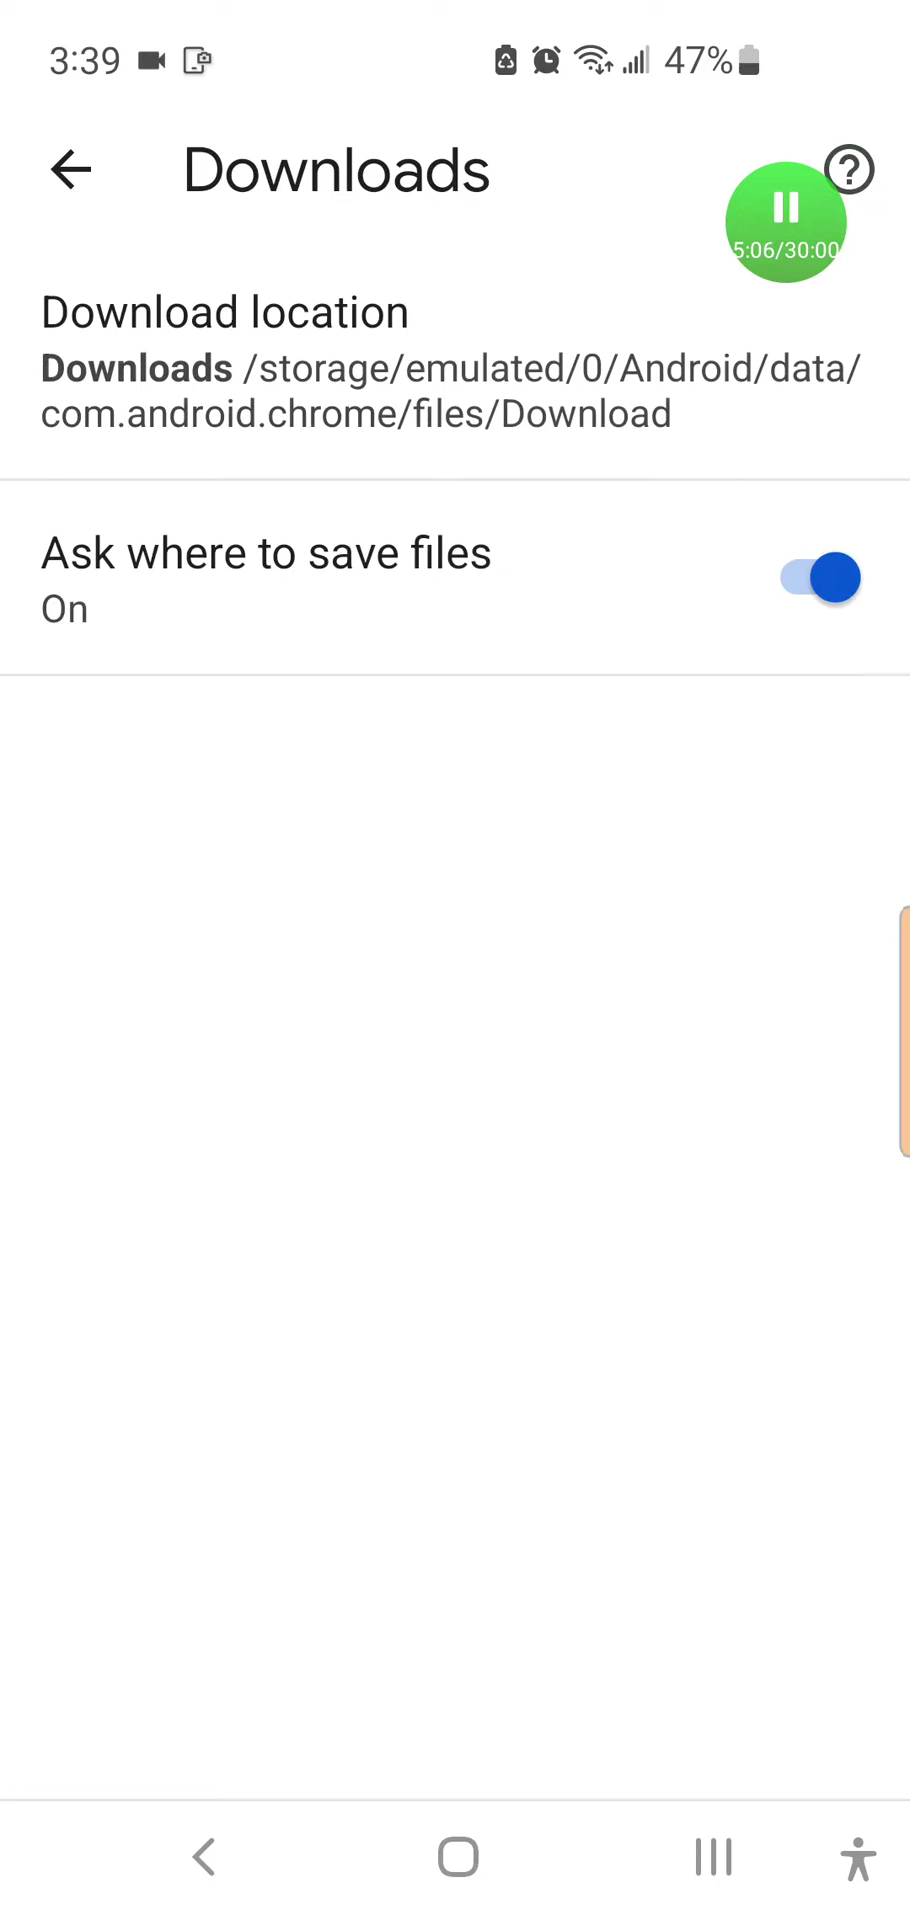 3:39
47%
Downloads
5:06/30:00
Download location
Downloads /storage/emulated/0/Android/data/
com.android.chrome/files/Download
Ask where to save files
On